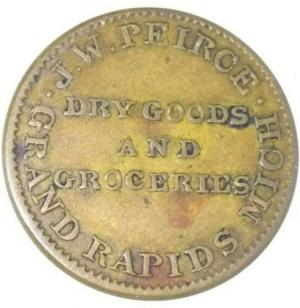 · J. W. PEIRCE ·
DRY GOODS
AND
GROCERIES
GRAND RAPIDS MICH